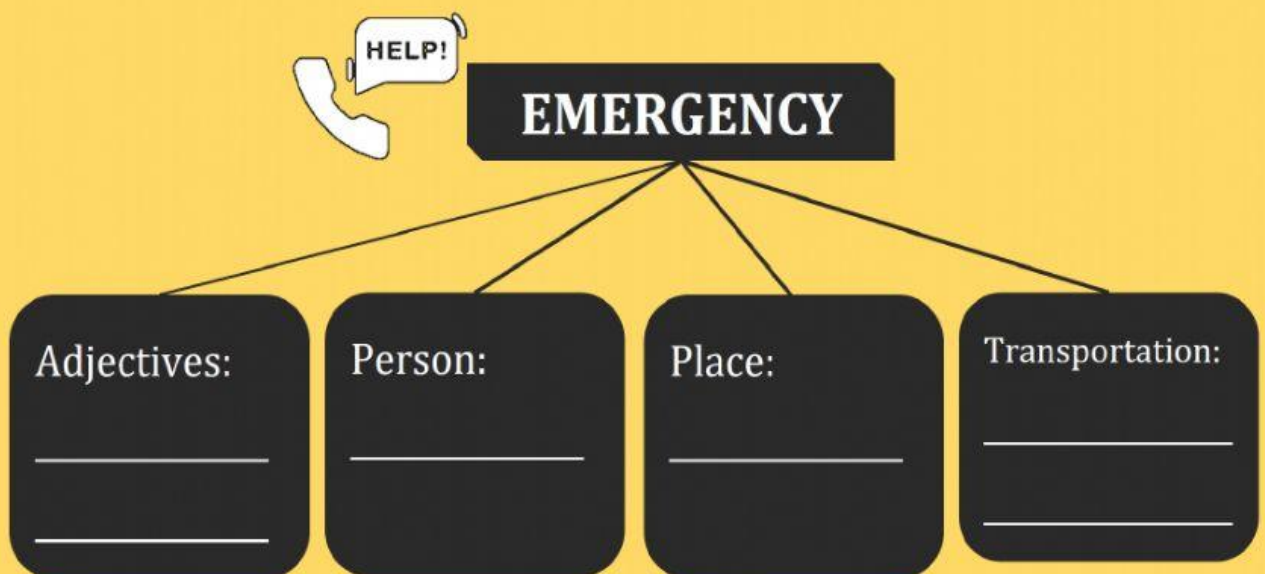 HELP!
EMERGENCY
Adjectives:
Person:
Place:
Transportation: